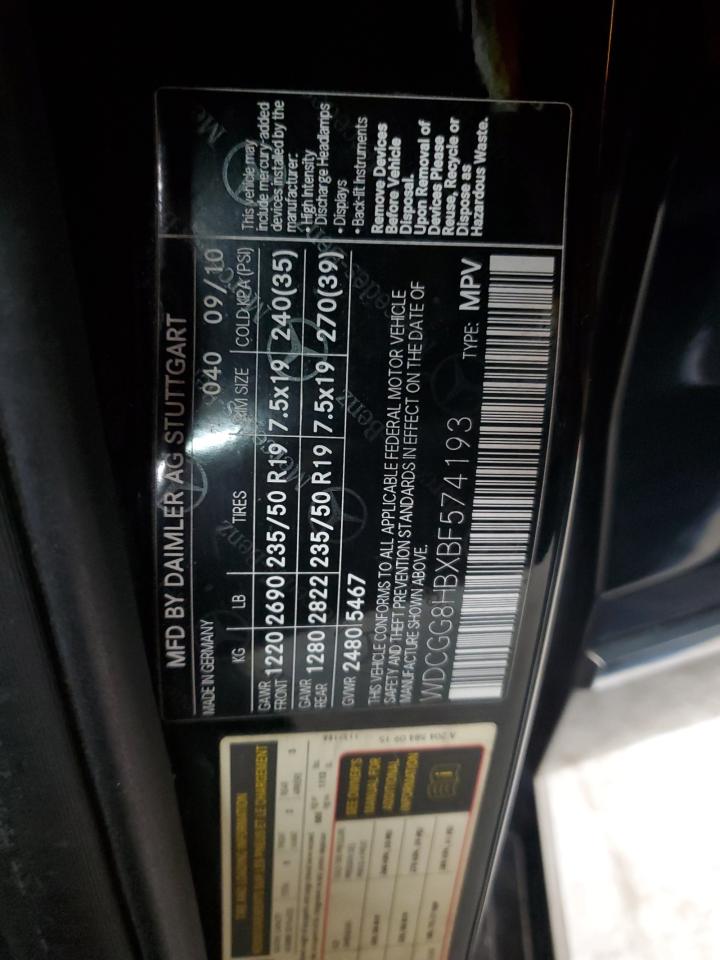 MFD BY DAIMLER AG STUTTGART
MADE IN GERMANY 040 09/10
KG LB TIRES RIM SIZE COLD KPA (PSI)
GAWR FRONT 1220 2690 235/50 R19 7.5x19 240(35)
GAWR REAR 1280 2822 235/50 R19 7.5x19 270(39)
GVWR 2480 5467
THIS VEHICLE CONFORMS TO ALL APPLICABLE FEDERAL MOTOR VEHICLE
SAFETY AND THEFT PREVENTION STANDARDS IN EFFECT ON THE DATE OF
MANUFACTURE SHOWN ABOVE.
WDCGG8HBXBF574193 TYPE: MPV
This vehicle may
include mercury-added
devices installed by the
manufacturer:
• High Intensity
Discharge Headlamps
• Displays
• Back-fit Instruments
Remove Devices
Before Vehicle
Disposal.
Upon Removal of
Devices Please
Reuse, Recycle or
Dispose as
Hazardous Waste.
TIRE AND LOADING INFORMATION
SEE OWNER'S
MANUAL FOR
ADDITIONAL
INFORMATION